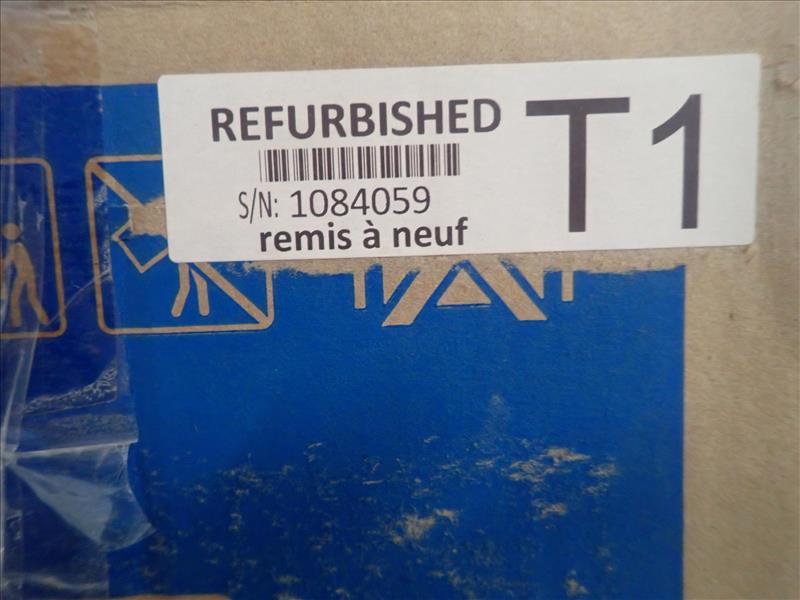 REFURBISHED
S/N: 1084059
remis à neuf
T1